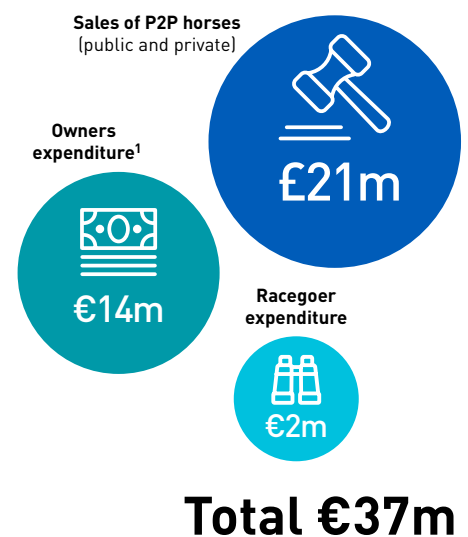 Sales of P2P horses
(public and private)
£21m
Owners
expenditure¹
€14m
Racegoer
expenditure
€2m
Total €37m